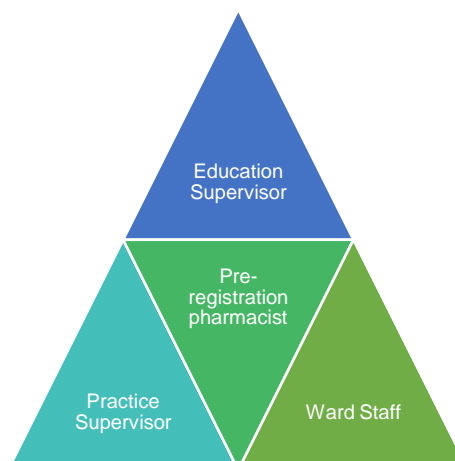 Education
Supervisor
Pre-
registration
pharmacist
Practice
Supervisor
Ward Staff